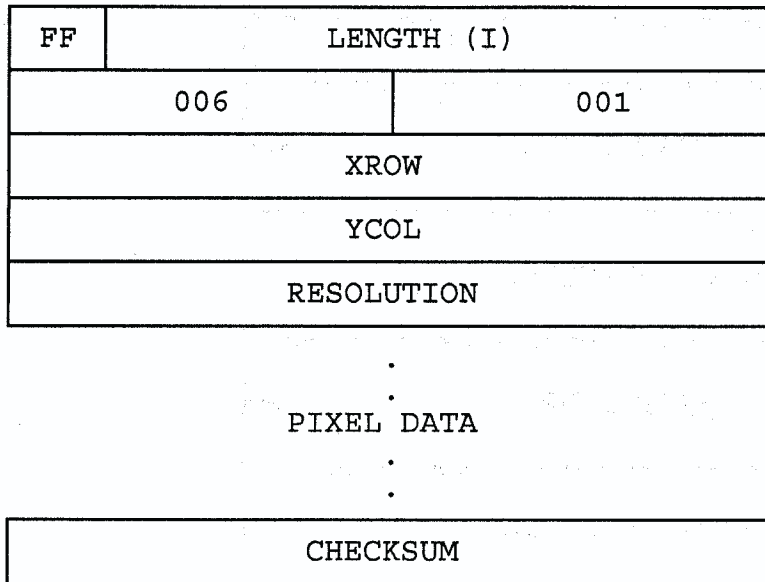 FF LENGTH (I)
006 001
XROW
YCOL
RESOLUTION
.
.
PIXEL DATA
.
.
CHECKSUM